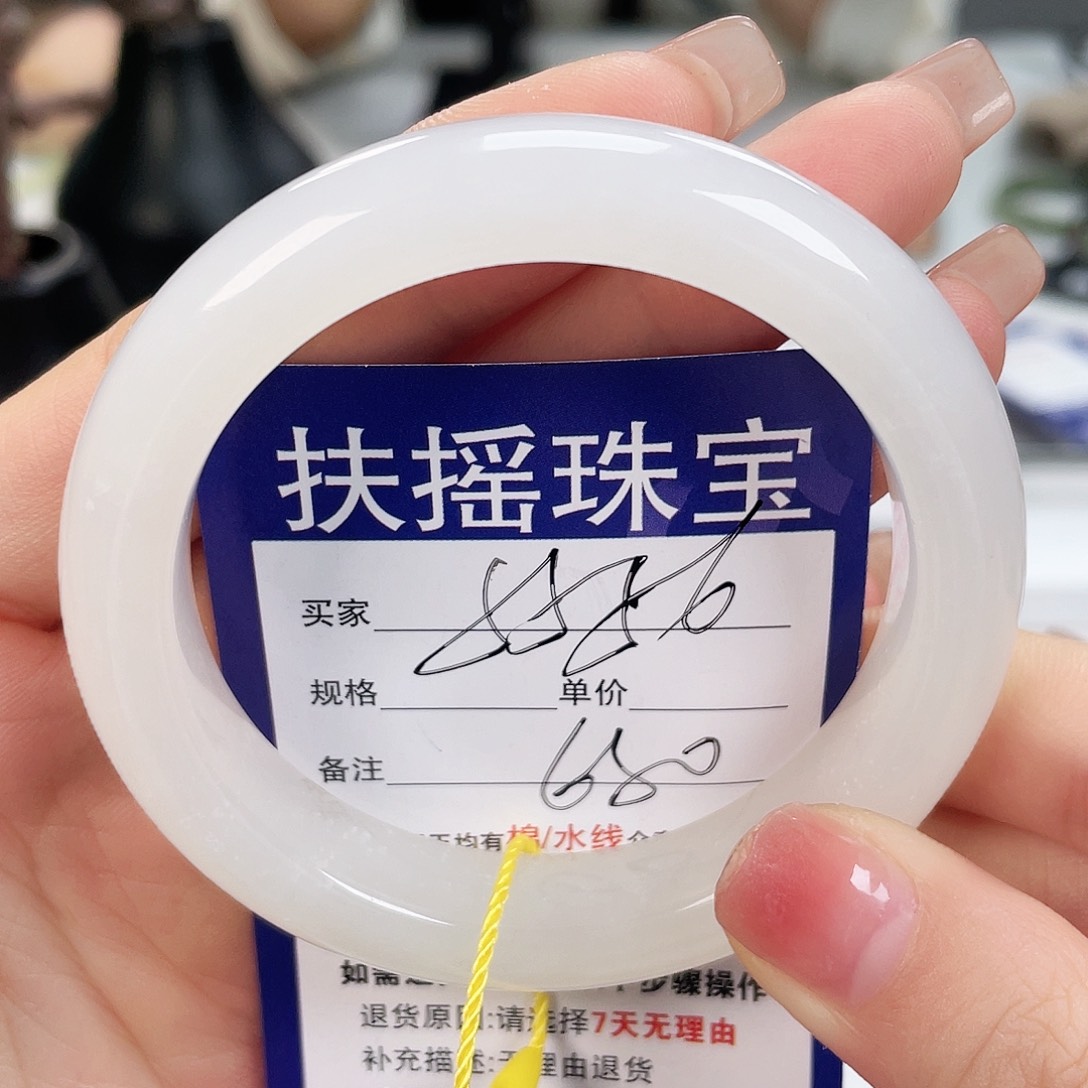 扶摇珠宝
买家
规格 单价
备注 680
均有棉/水线
如需 步骤操作
退货原因:请选择7天无理由
补充描述:无理由退货